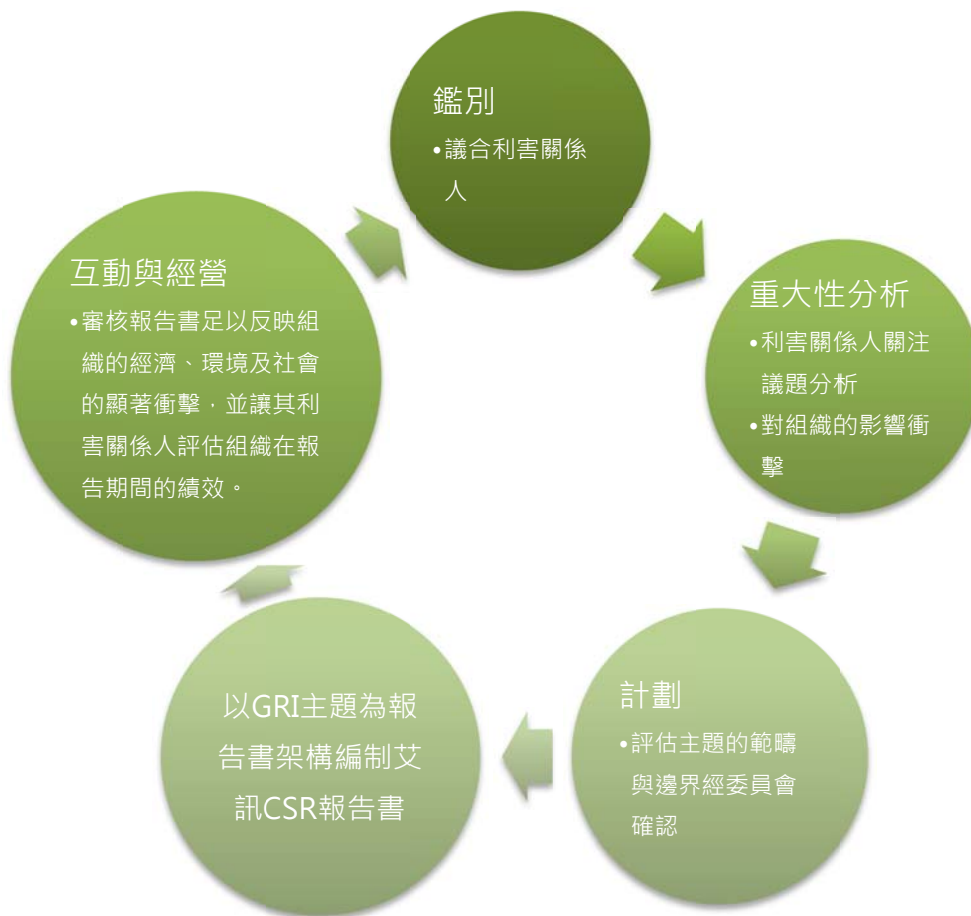 鑑別
•議合利害關係
人
重大性分析
•利害關係人關注
議題分析
•對組織的影響衝
擊
計劃
•評估主題的範疇
與邊界經委員會
確認
以GRI主題為報
告書架構編制艾
訊CSR報告書
互動與經營
•審核報告書足以反映組
織的經濟、環境及社會
的顯著衝擊，並讓其利
害關係人評估組織在報
告期間的績效。